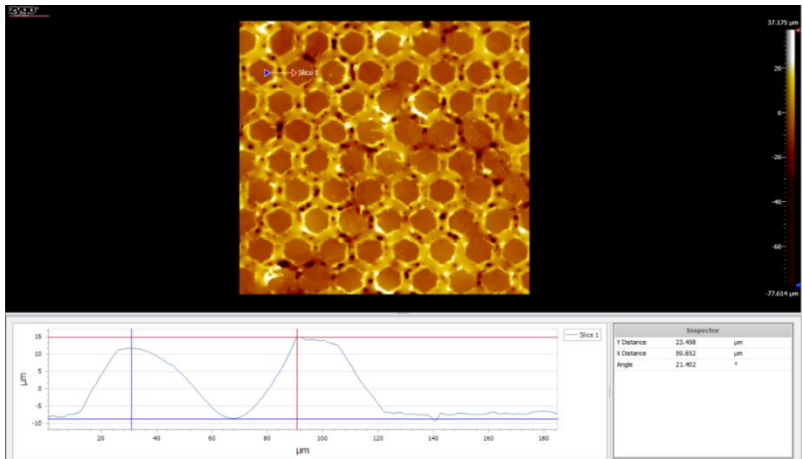 zygo
37.175 μm
20
0
-20
-40
-60
-77.614 μm
Slice 1
15
10
5
0
-5
-10
μm
20
40
60
80
100
120
140
160
180
μm
Slice 1
Inspector
Y Distance 23.458 μm
X Distance 59.852 μm
Angle 21.402 °